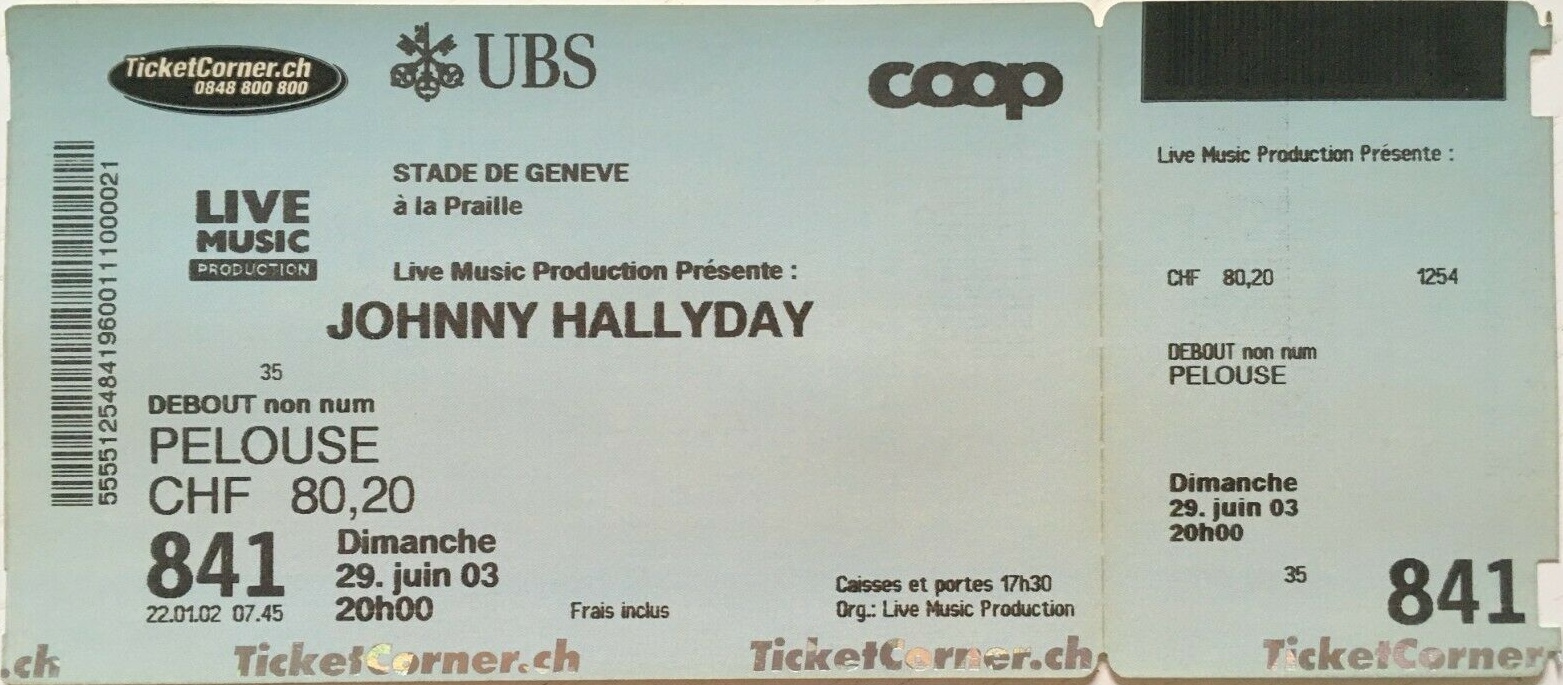 TicketCorner.ch
0848 800 800
UBS
coop
5555125484196001110000​21
LIVE
MUSIC
PRODUCTION
STADE DE GENEVE
à la Praille
Live Music Production Présente :
JOHNNY HALLYDAY
35
DEBOUT non num
PELOUSE
CHF 80,20
841
22.01.02 07.45
Dimanche
29. juin 03
20h00
Frais inclus
Caisses et portes 17h30
Org.: Live Music Production
.ch TicketCorner.ch TicketCorner.ch
Live Music Production Présente :
CHF 80,20 1254
DEBOUT non num
PELOUSE
Dimanche
29. juin 03
20h00
35
841
TicketCorner